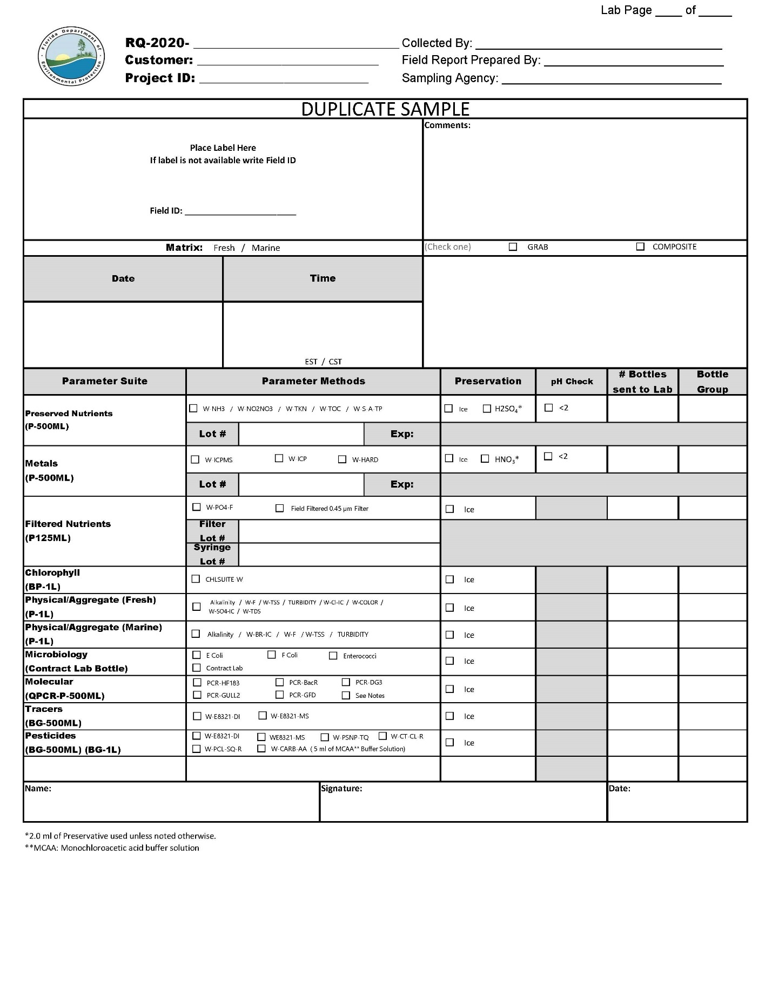 Lab Page ____ of _____
Florida Department of Environmental Protection
RQ-2020- ______________________________ Collected By: ____________________________________
Customer: ___________________________ Field Report Prepared By: ___________________________
Project ID: _________________________ Sampling Agency: _________________________________
DUPLICATE SAMPLE
Place Label Here
If label is not available write Field ID
Field ID: _________________________
Comments:
Matrix: Fresh / Marine
(Check one) ☐ GRAB ☐ COMPOSITE
Date Time
EST / CST
Parameter Suite Parameter Methods Preservation pH Check # Bottles sent to Lab Bottle Group
Preserved Nutrients
(P-500ML)
☐ W-NH3 / W-NO2NO3 / W-TKN / W-TOC / W-S-A-TP ☐ Ice ☐ H2SO₄* ☐ <2
Lot # Exp:
Metals
(P-500ML)
☐ W-ICPMS ☐ W-ICP ☐ W-HARD ☐ Ice ☐ HNO₃* ☐ <2
Lot # Exp:
Filtered Nutrients
(P125ML)
☐ W-PO4-F ☐ Field Filtered 0.45 µm Filter ☐ Ice
Filter
Lot #
Syringe
Lot #
Chlorophyll
(BP-1L)
☐ CHLSUITE-W ☐ Ice
Physical/Aggregate (Fresh)
(P-1L)
☐ Alkalinity / W-F / W-TSS / TURBIDITY / W-Cl-IC / W-COLOR /
W-SO4-IC / W-TDS
☐ Ice
Physical/Aggregate (Marine)
(P-1L)
☐ Alkalinity / W-BR-IC / W-F / W-TSS / TURBIDITY ☐ Ice
Microbiology
(Contract Lab Bottle)
☐ E Coli ☐ F Coli ☐ Enterococci
☐ Contract Lab
☐ Ice
Molecular
(QPCR-P-500ML)
☐ PCR-HF183 ☐ PCR-BacR ☐ PCR-DG3
☐ PCR-GULL2 ☐ PCR-GFD ☐ See Notes
☐ Ice
Tracers
(BG-500ML)
☐ W-E8321-DI ☐ W-E8321-MS ☐ Ice
Pesticides
(BG-500ML) (BG-1L)
☐ W-E8321-DI ☐ WE8321-MS ☐ W-PSNP-TQ ☐ W-CT-CL-R
☐ W-PCL-SQ-R ☐ W-CARB-AA ( 5 ml of MCAA** Buffer Solution)
☐ Ice
Name: Signature: Date:
*2.0 ml of Preservative used unless noted otherwise.
**MCAA: Monochloroacetic acid buffer solution